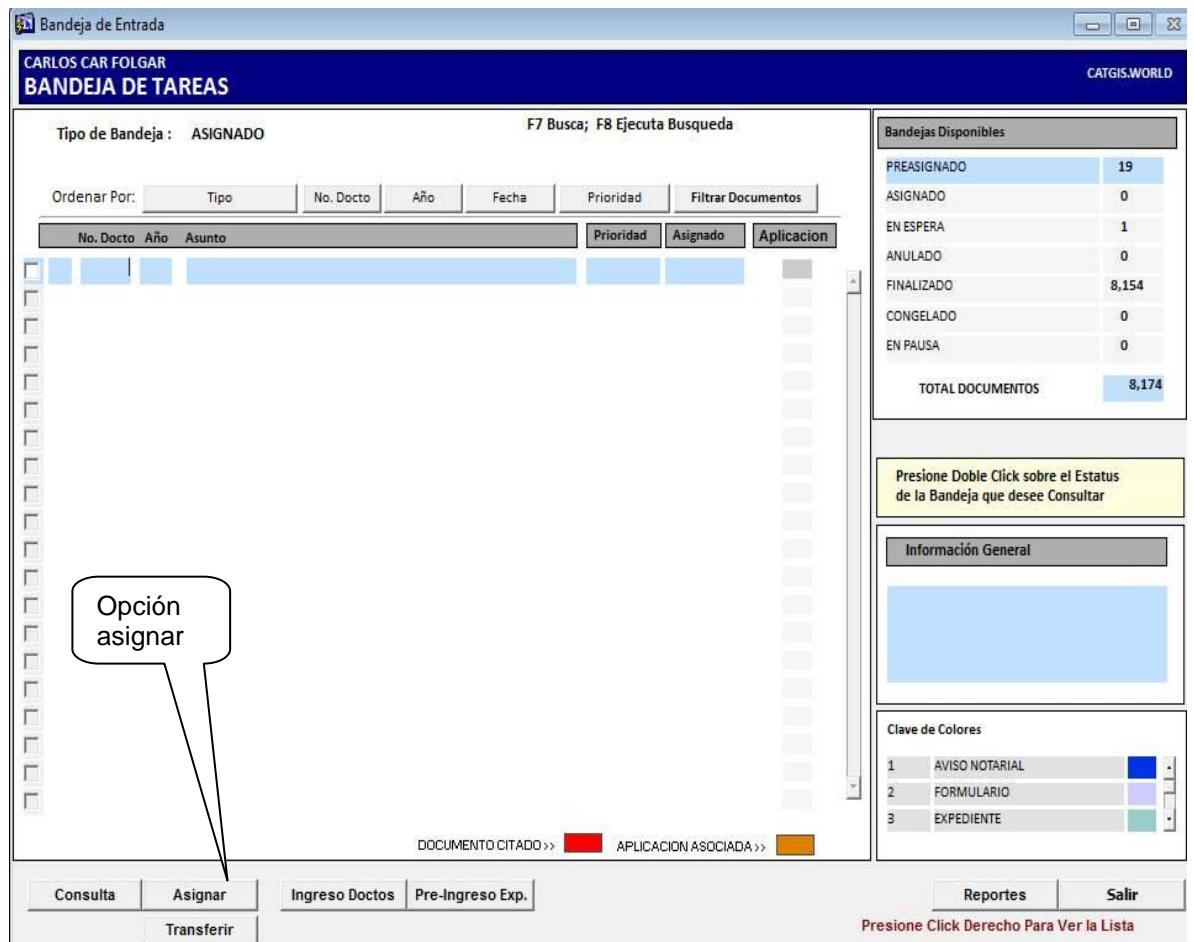 Bandeja de Entrada
CARLOS CAR FOLGAR
BANDEJA DE TAREAS
CATGIS.WORLD
Tipo de Bandeja : ASIGNADO
F7 Busca; F8 Ejecuta Busqueda
Ordenar Por: Tipo No. Docto Año Fecha Prioridad Filtrar Documentos
No. Docto Año Asunto Prioridad Asignado Aplicacion
Bandejas Disponibles
PREASIGNADO 19
ASIGNADO 0
EN ESPERA 1
ANULADO 0
FINALIZADO 8,154
CONGELADO 0
EN PAUSA 0
TOTAL DOCUMENTOS 8,174
Presione Doble Click sobre el Estatus
de la Bandeja que desee Consultar
Información General
Opción
asignar
Clave de Colores
1 AVISO NOTARIAL
2 FORMULARIO
3 EXPEDIENTE
DOCUMENTO CITADO >> APLICACION ASOCIADA >>
Consulta Asignar Ingreso Doctos Pre-Ingreso Exp. Reportes Salir
Transferir
Presione Click Derecho Para Ver la Lista